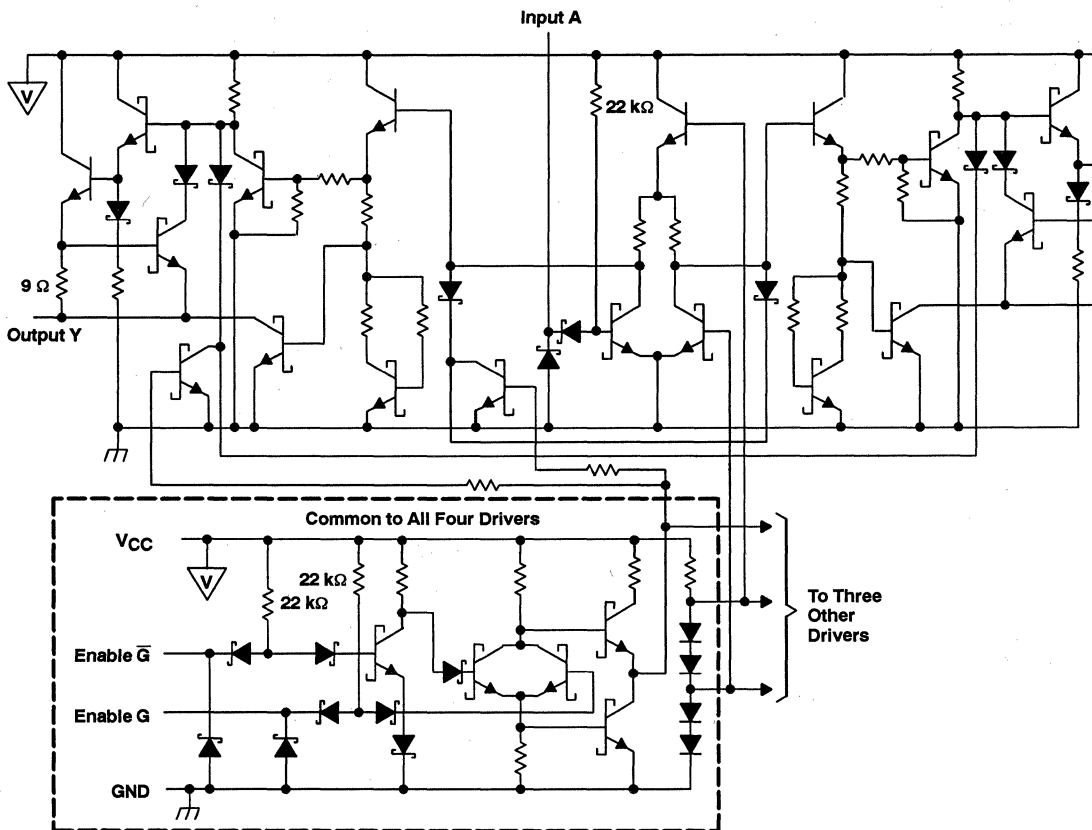 Input A
V
22 kΩ
9 Ω
Output Y
Common to All Four Drivers
VCC
V
22 kΩ
22 kΩ
To Three
Other
Drivers
Enable G̅
Enable G
GND